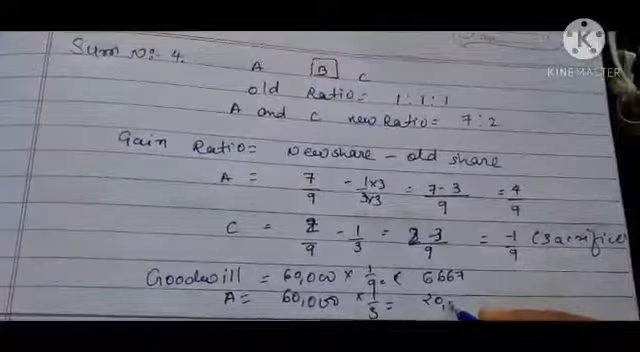 KINEMASTER
Sum No:- 4.
A B C
old Ratio = 1:1:1
A and C new Ratio = 7:2
Gain Ratio = New share - old share
A = 7/9 - 1×3/3×3 = 7-3/9 = 4/9
C = 2/9 - 1/3 = 2-3/9 = -1/9 (Sacrifice
Goodwill = 60,000 × 1/9 = 6667
A = 60,000 × 1/3 = 20,